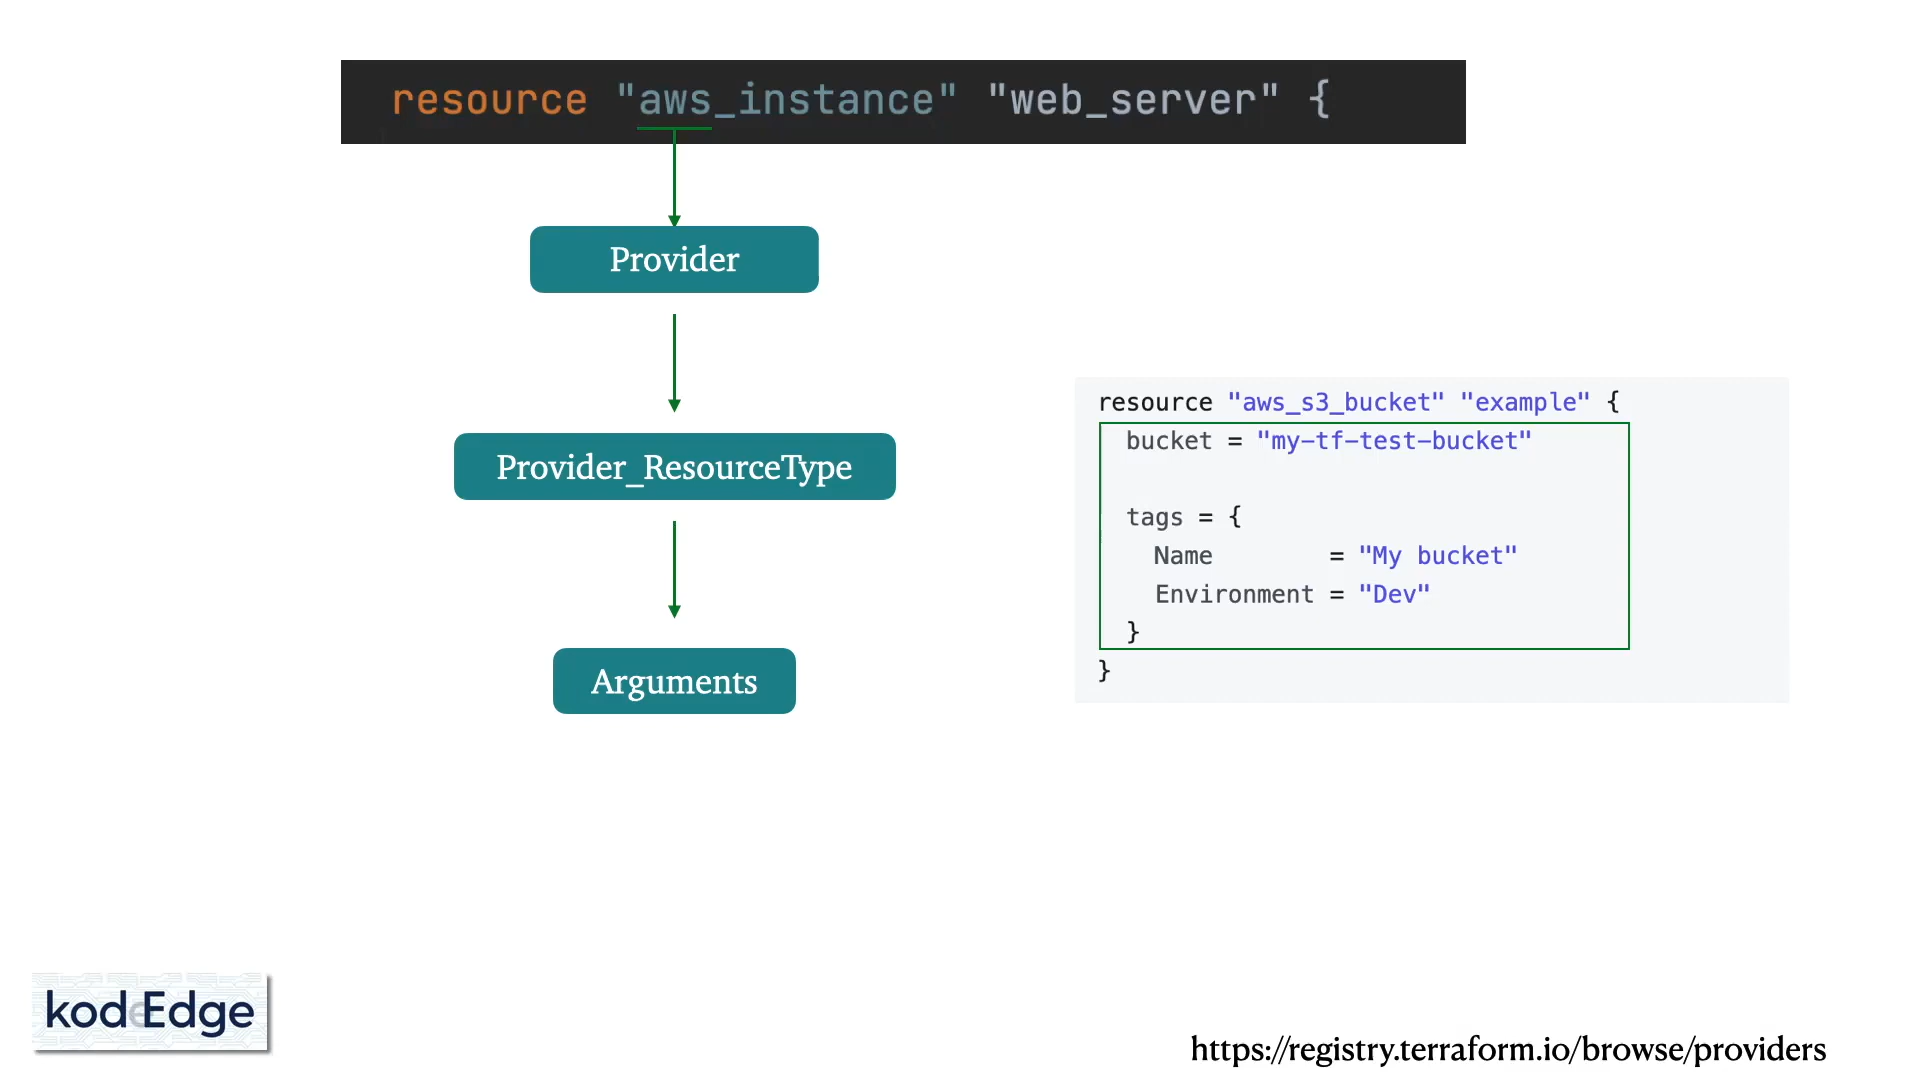 resource "aws_instance" "web_server" {
Provider
Provider_ResourceType
Arguments
resource "aws_s3_bucket" "example" {
bucket = "my-tf-test-bucket"
tags = {
Name = "My bucket"
Environment = "Dev"
}
}
kodeEdge
https://registry.terraform.io/browse/providers